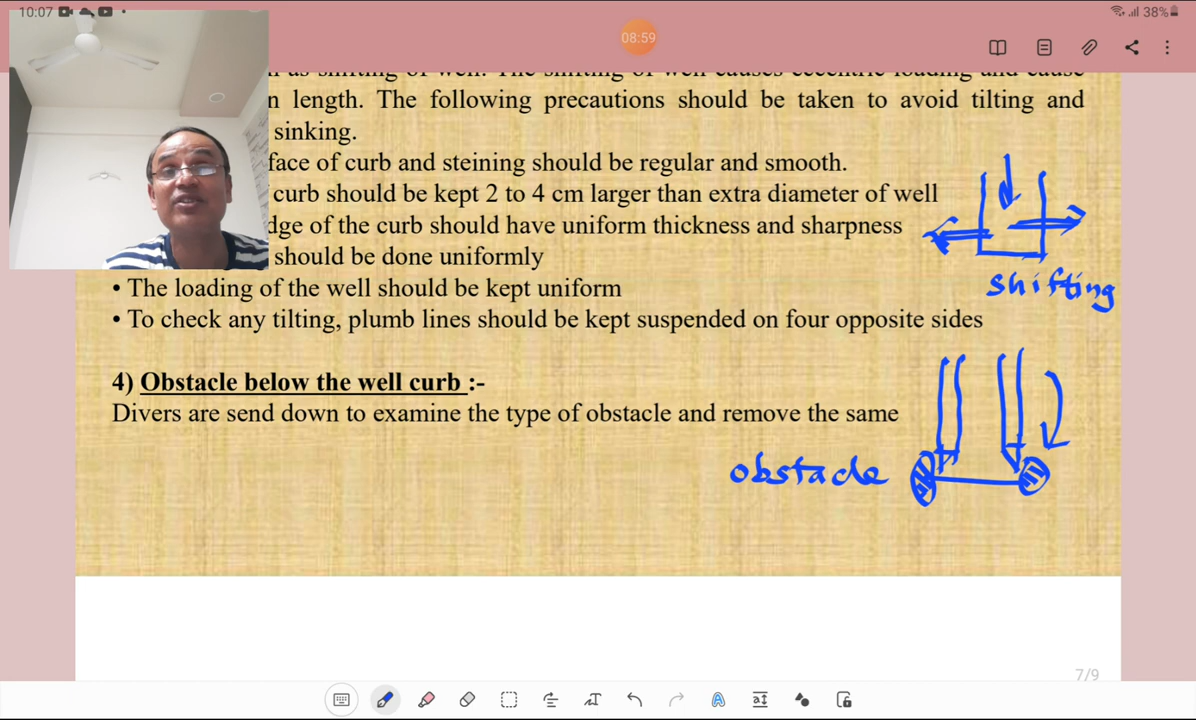 10:07
08:59
38%
n length. The following precautions should be taken to avoid tilting and
sinking.
face of curb and steining should be regular and smooth.
curb should be kept 2 to 4 cm larger than extra diameter of well
dge of the curb should have uniform thickness and sharpness
should be done uniformly
• The loading of the well should be kept uniform
• To check any tilting, plumb lines should be kept suspended on four opposite sides
shifting
4) Obstacle below the well curb :-
Divers are send down to examine the type of obstacle and remove the same
obstacle
7/9